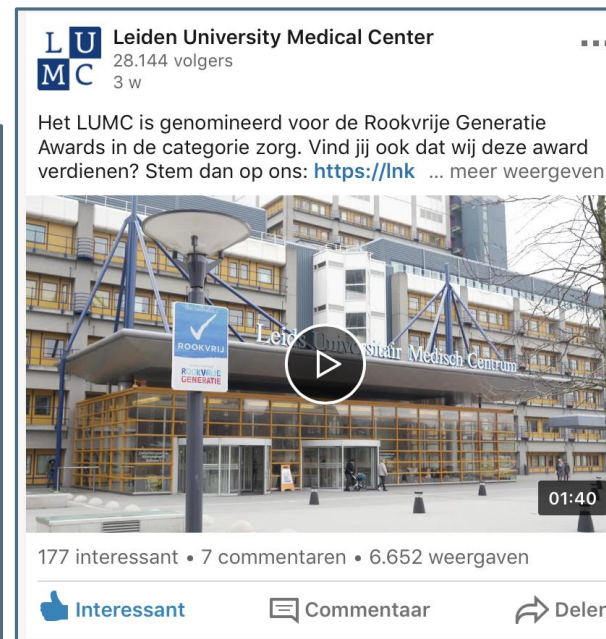 LU
MC
Leiden University Medical Center
28.144 volgers
3 w
Het LUMC is genomineerd voor de Rookvrije Generatie
Awards in de categorie zorg. Vind jij ook dat wij deze award
verdienen? Stem dan op ons: https://lnk ... meer weergeven
Leids Universitair Medisch Centrum
ROOKVRIJ
ROOKVRIJE
GENERATIE
01:40
177 interessant • 7 commentaren • 6.652 weergaven
Interessant
Commentaar
Delen